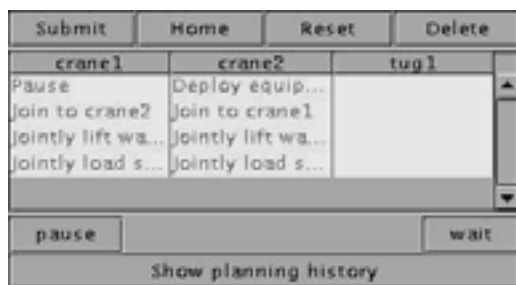 Submit Home Reset Delete
crane1 crane2 tug1
Pause Deploy equip...
Join to crane2 Join to crane1
Jointly lift wa... Jointly lift wa...
Jointly load s... Jointly load s...
pause wait
Show planning history